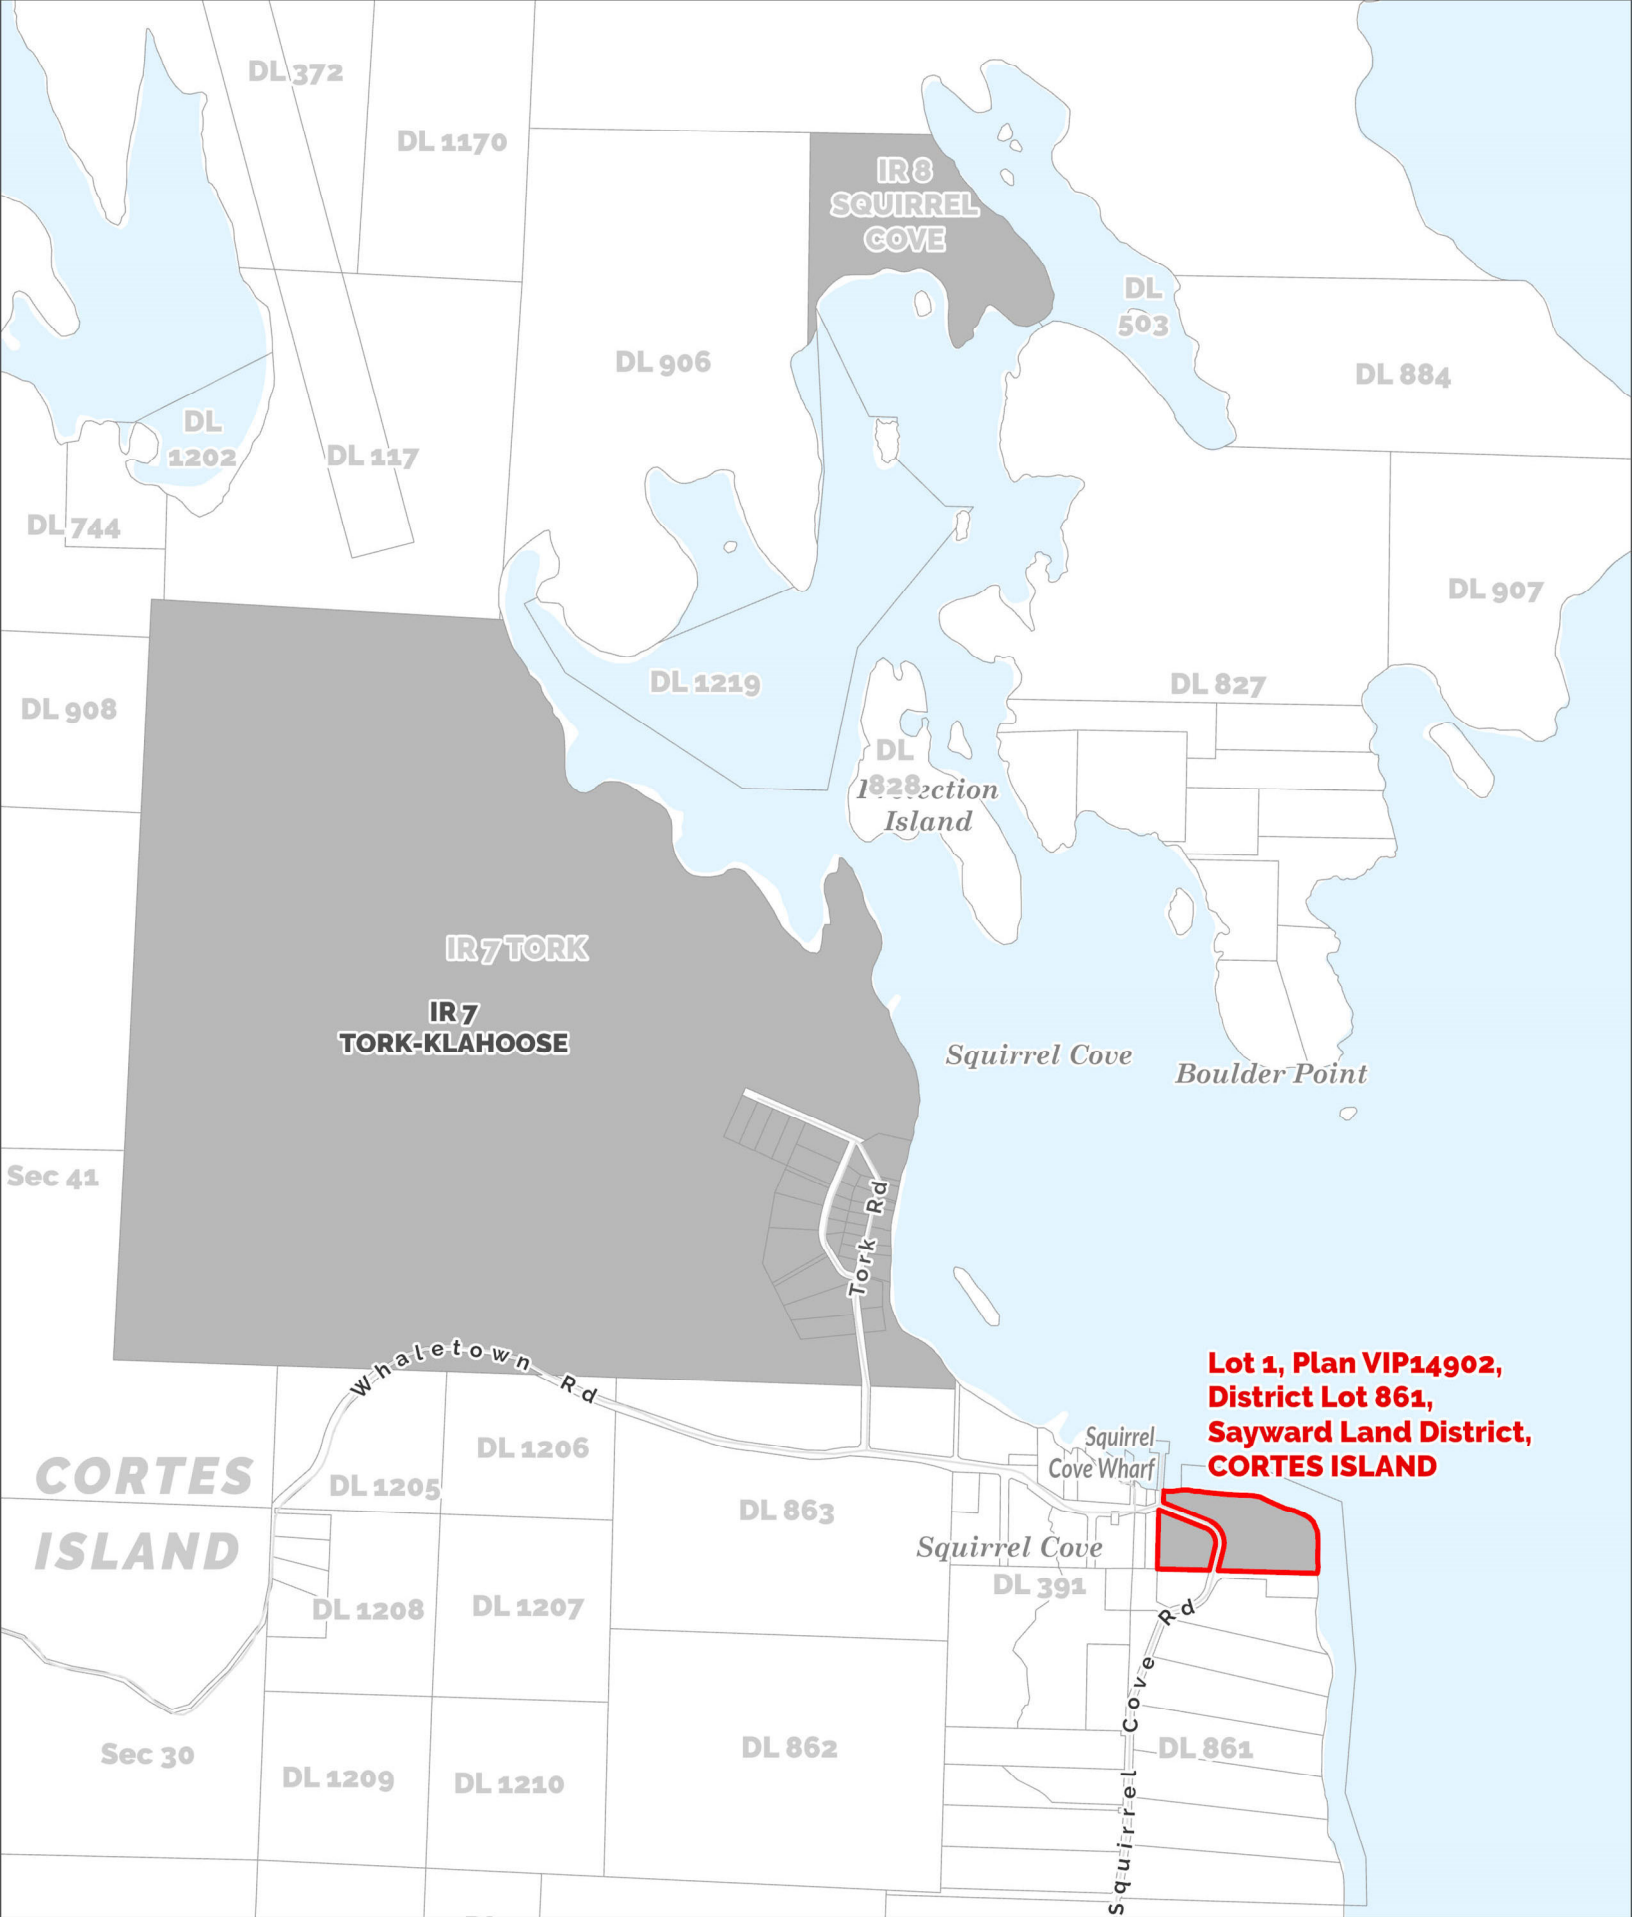 DL 372
DL 1170
IR 8
SQUIRREL
COVE
DL
503
DL 906
DL 884
DL
1202
DL 117
DL 744
DL 907
DL 1219
DL 827
DL 908
DL
828
Island
IR 7 TORK
IR 7
TORK-KLAHOOSE
Squirrel Cove
Boulder Point
Sec 41
Tork Rd
Whaletown Rd
Lot 1, Plan VIP14902,
District Lot 861,
Sayward Land District,
CORTES ISLAND
Squirrel
Cove Wharf
CORTES
ISLAND
DL 1206
DL 1205
DL 863
Squirrel Cove
DL 391
DL 1208
DL 1207
Squirrel Cove Rd
DL 862
DL 861
Sec 30
DL 1209
DL 1210